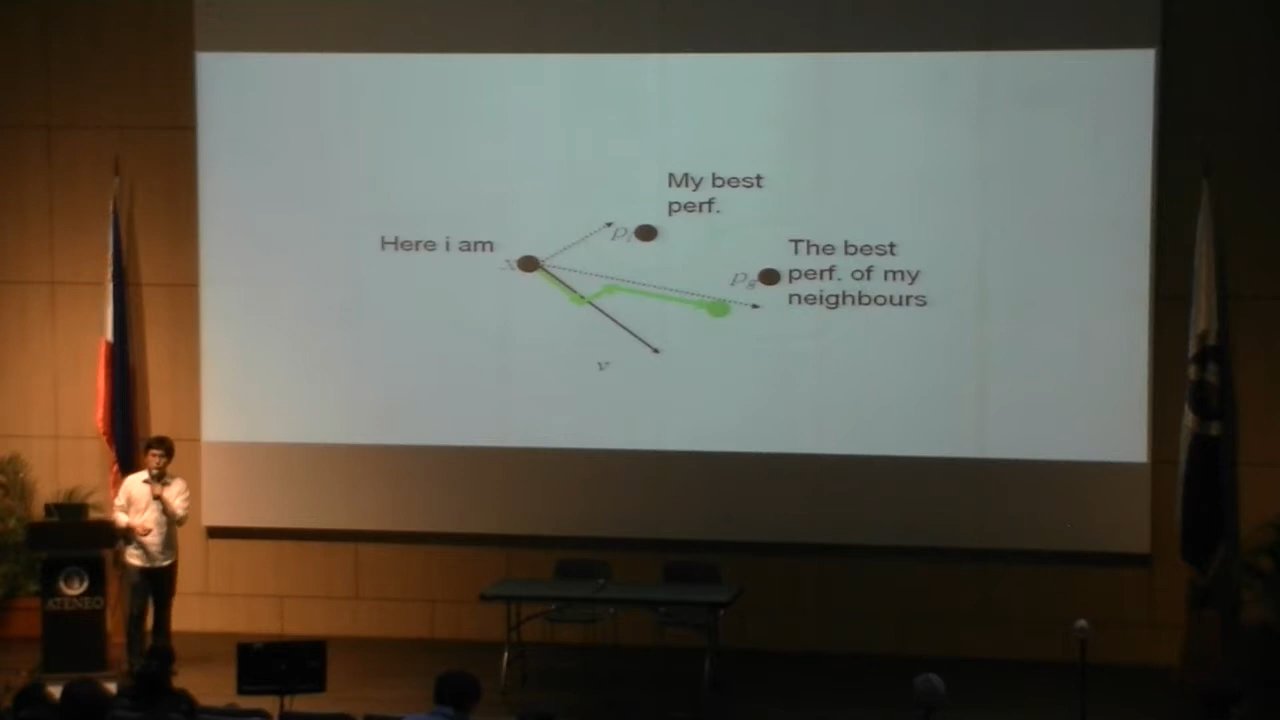 My best
perf.
Here i am
x
p
The best
perf. of my
neighbours
p
g
v
ATENEO